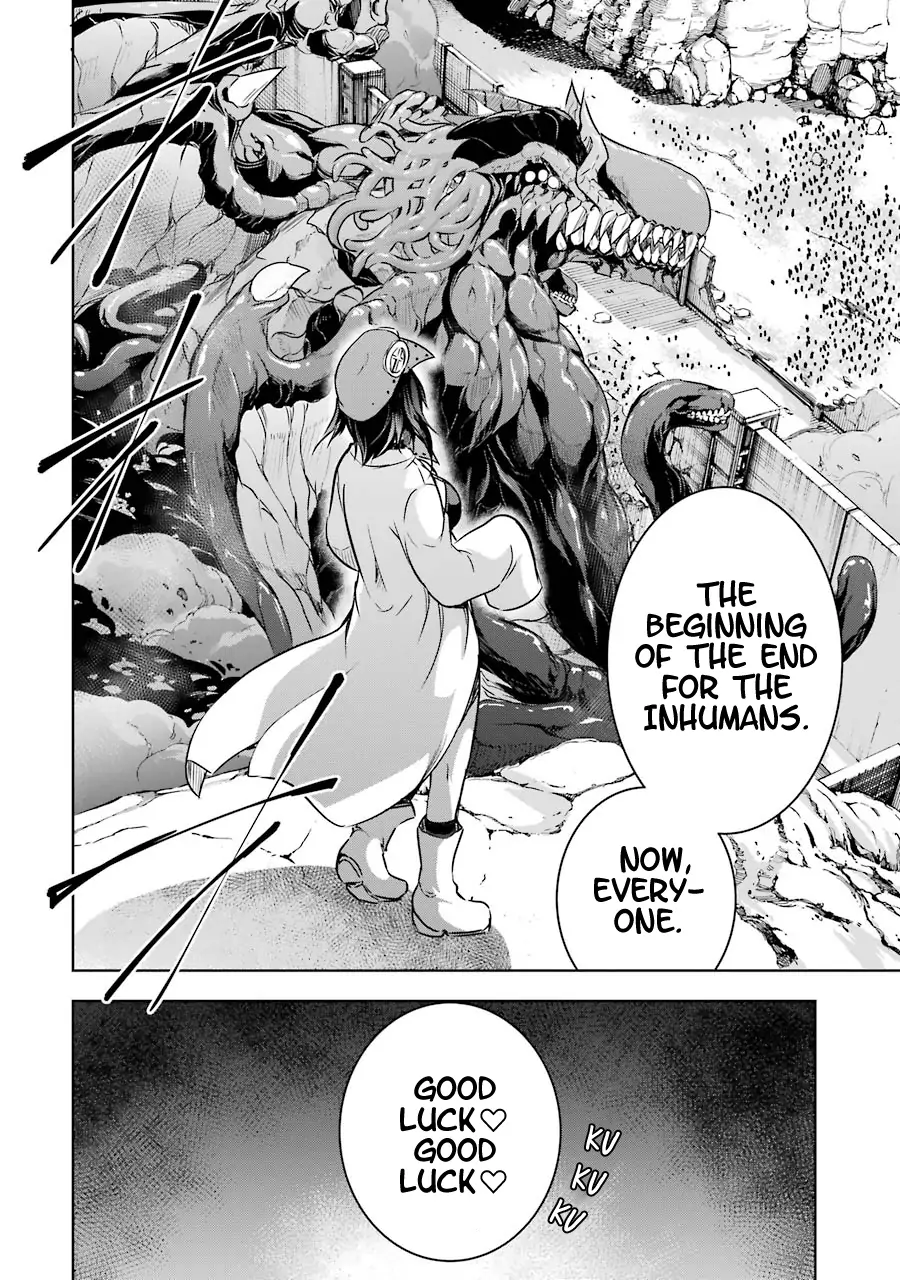 THE
BEGINNING
OF THE END
FOR THE
INHUMANS.
NOW,
EVERY-
ONE.
GOOD
LUCK♡
GOOD
LUCK♡
KU
KU
KU